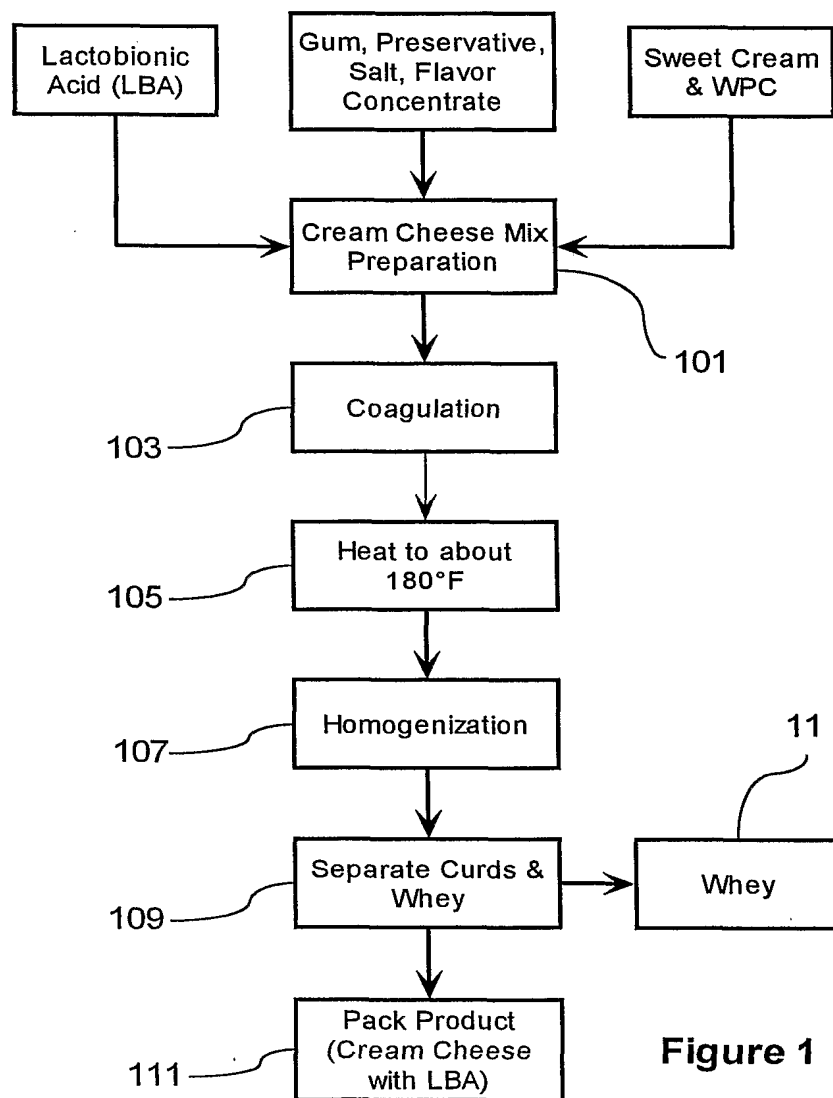 Lactobionic
Acid (LBA)
Gum, Preservative,
Salt, Flavor
Concentrate
Sweet Cream
& WPC
Cream Cheese Mix
Preparation
101
Coagulation
103
Heat to about
180°F
105
Homogenization
107
11
Separate Curds &
Whey
Whey
109
Pack Product
(Cream Cheese
with LBA)
111
Figure 1